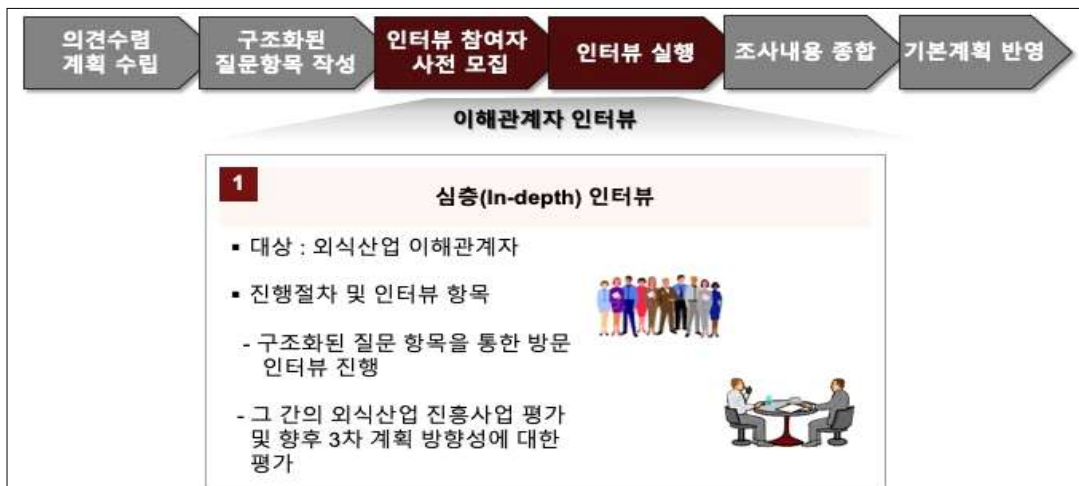 의견수렴
계획 수립
구조화된
질문항목 작성
인터뷰 참여자
사전 모집
인터뷰 실행
조사내용 종합
기본계획 반영
이해관계자 인터뷰
1
심층(In-depth) 인터뷰
▪ 대상 : 외식산업 이해관계자
▪ 진행절차 및 인터뷰 항목
- 구조화된 질문 항목을 통한 방문
인터뷰 진행
- 그 간의 외식산업 진흥사업 평가
및 향후 3차 계획 방향성에 대한
평가